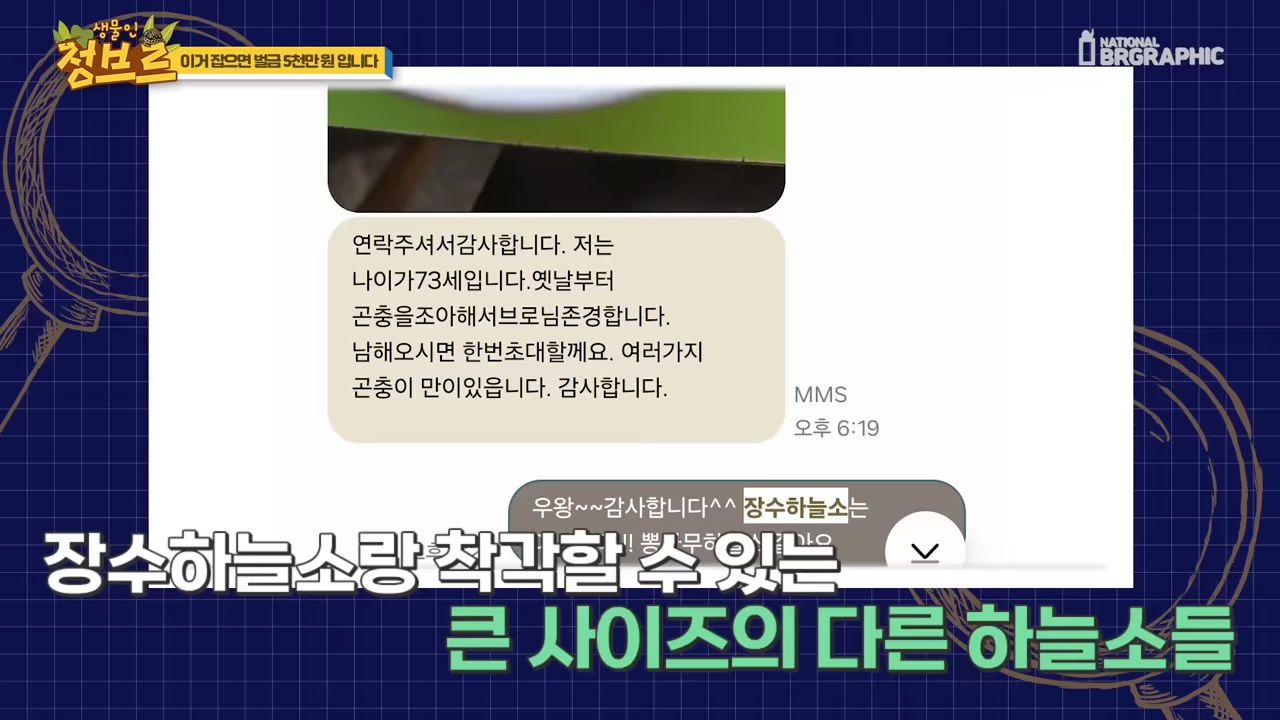 생물인
정브르
이거 잡으면 벌금 5천만 원 입니다
NATIONAL
BRGRAPHIC
연락주셔서감사합니다. 저는
나이가73세입니다.옛날부터
곤충을조아해서브로님존경합니다.
남해오시면 한번초대할께요. 여러가지
곤충이 만이있읍니다. 감사합니다.
MMS
오후 6:19
우왕~~감사합니다^^ 장수하늘소는
장수하늘소랑 착각할 수 있는
큰 사이즈의 다른 하늘소들